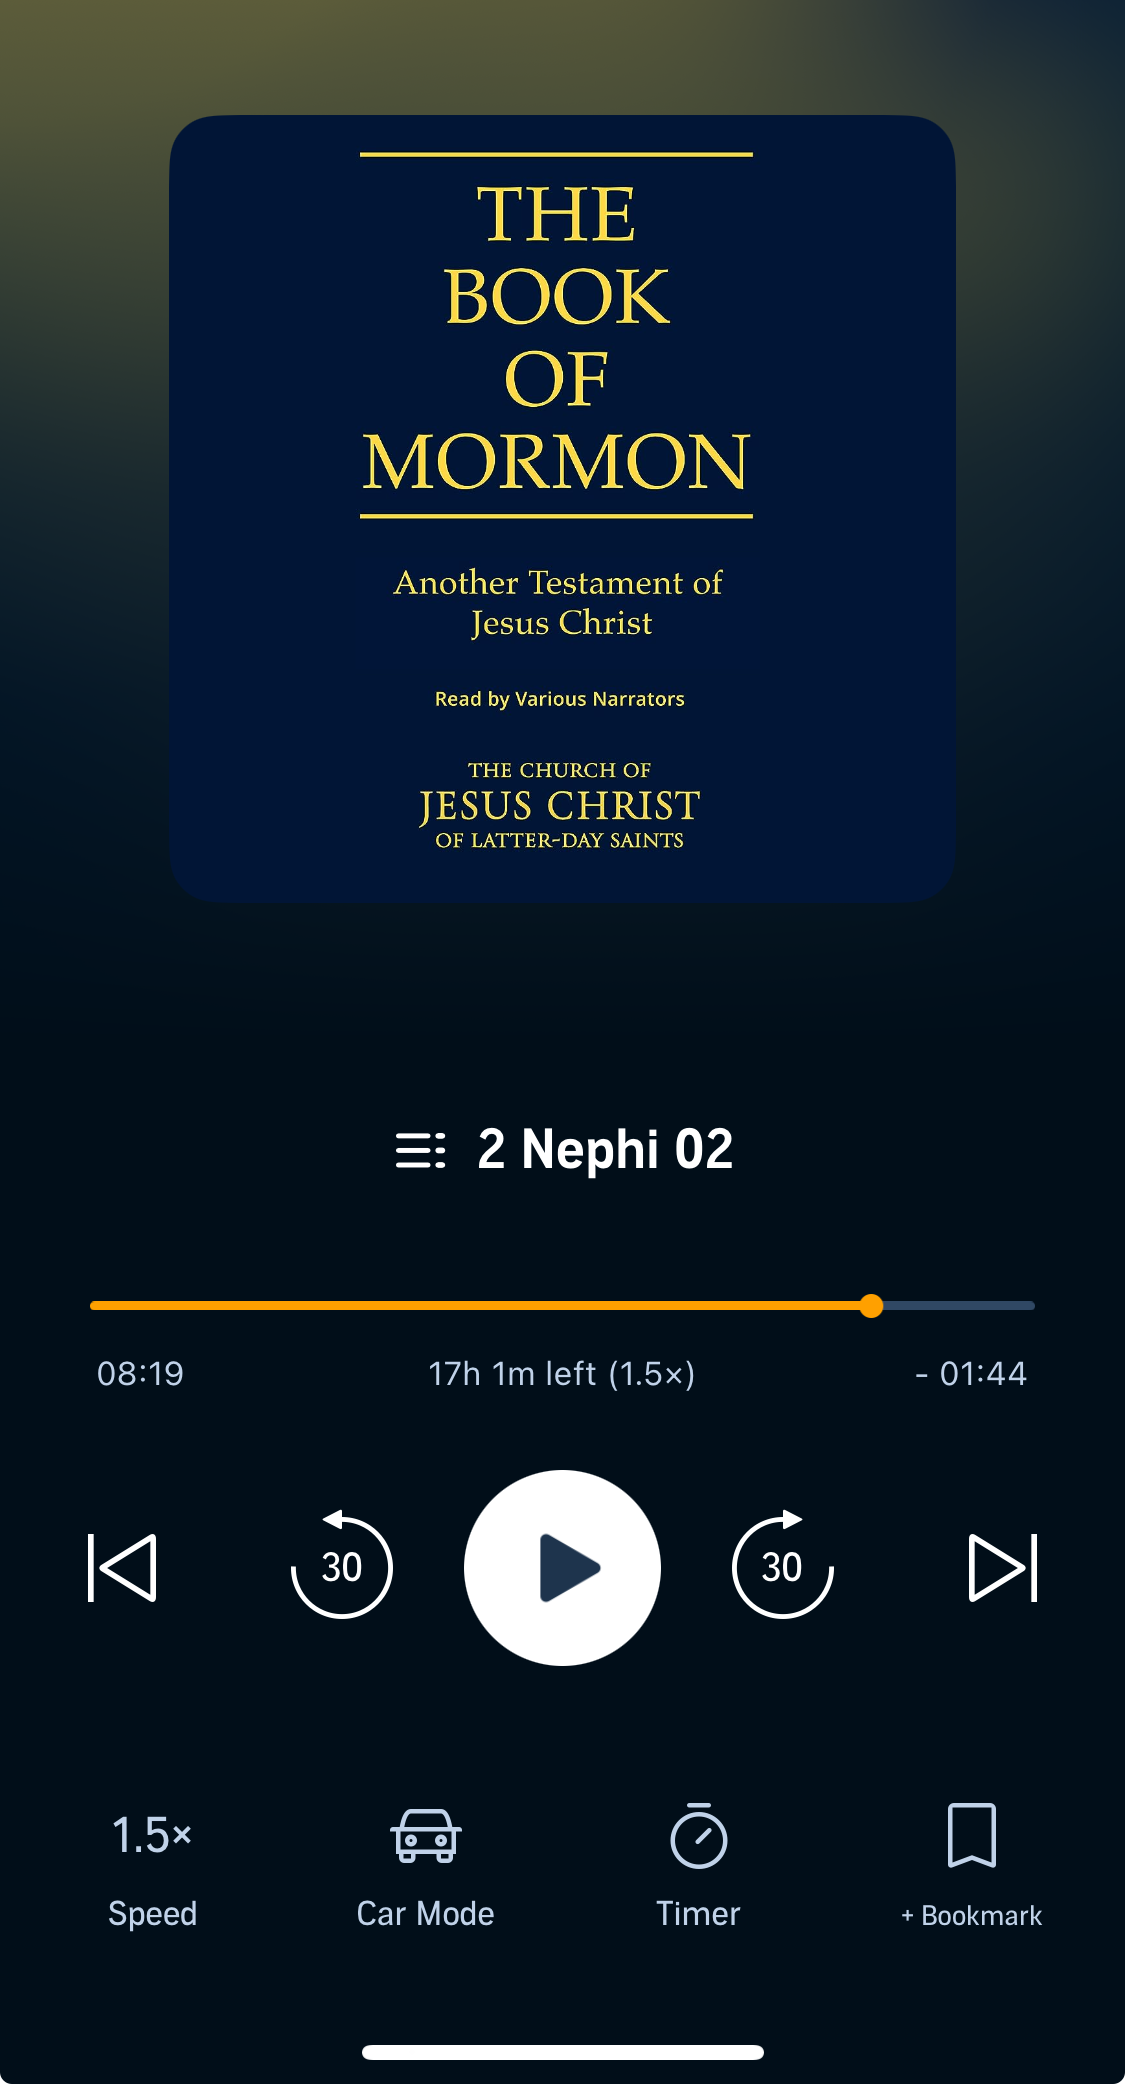 THE
BOOK
OF
MORMON
Another Testament of
Jesus Christ
Read by Various Narrators
THE CHURCH OF
JESUS CHRIST
OF LATTER-DAY SAINTS
2 Nephi 02
08:19 17h 1m left (1.5×) - 01:44
30 30
1.5×
Speed Car Mode Timer + Bookmark